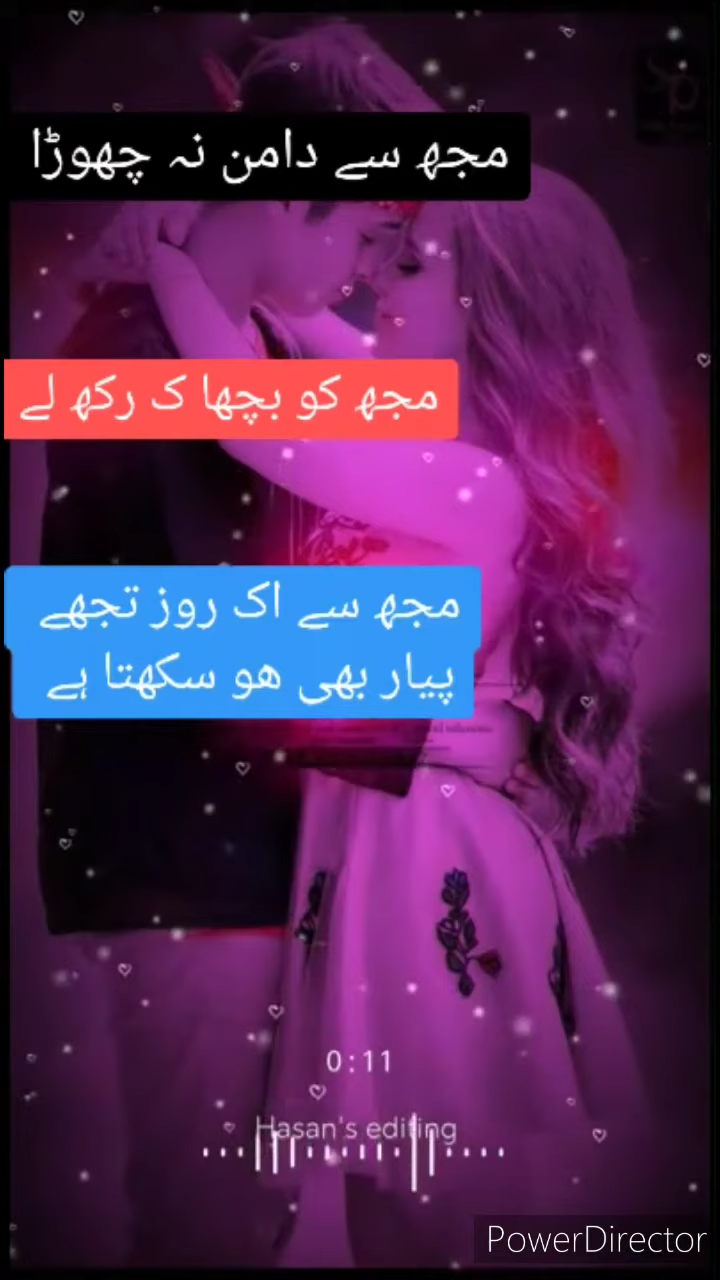 مجھ سے دامن نہ چھوڑا
مجھ کو بچھا ک رکھ لے
مجھ سے اک روز تجھے
پیار بھی ھو سکھتا ہے
0:11
Hasan's editing
PowerDirector